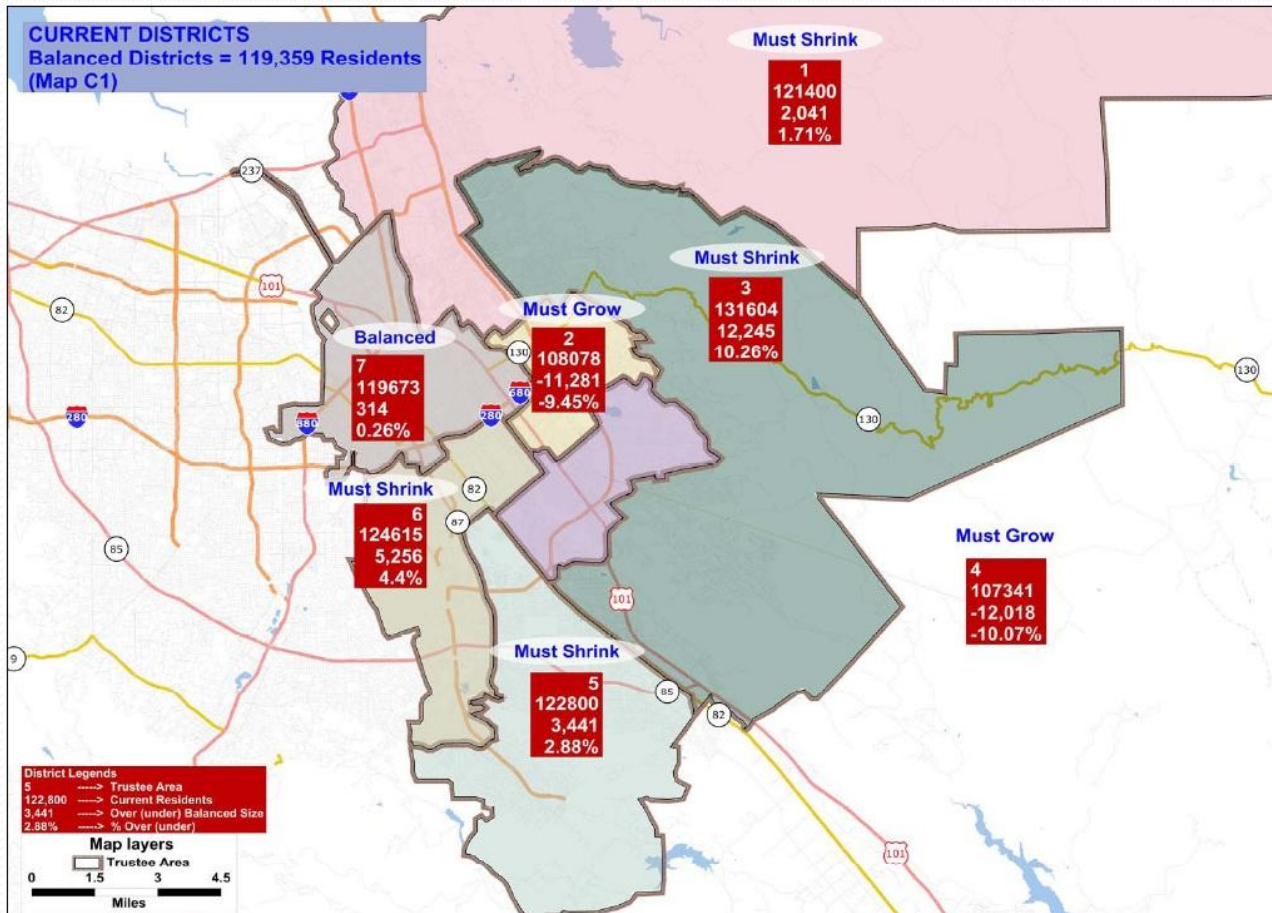 CURRENT DISTRICTS
Balanced Districts = 119,359 Residents
(Map C1)
Must Shrink
1
121400
2,041
1.71%
237
101
82
Must Shrink
3
131604
12,245
10.26%
Must Grow
2
108078
-11,281
-9.45%
130
680
Balanced
7
119673
314
0.26%
280
880
280
130
130
Must Shrink
6
124615
5,256
4.4%
82
87
85
Must Grow
4
107341
-12,018
-10.07%
101
Must Shrink
5
122800
3,441
2.88%
9
85
82
101
District Legends
5 -----> Trustee Area
122,800 -----> Current Residents
3,441 -----> Over (under) Balanced Size
2.88% -----> % Over (under)
Map layers
Trustee Area
0 1.5 3 4.5
Miles